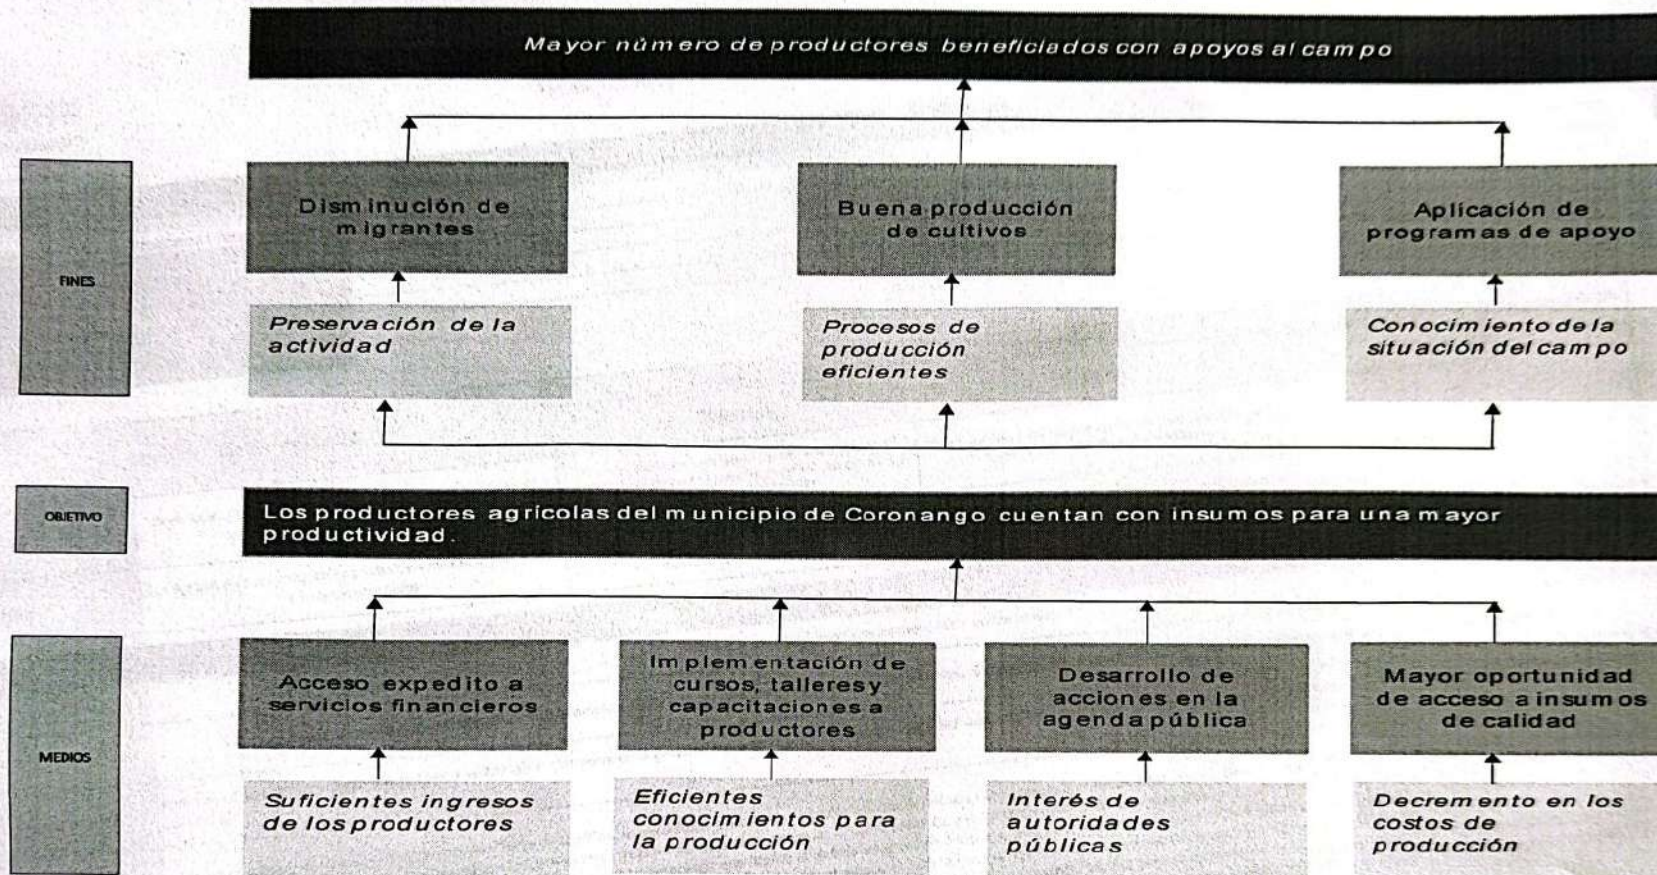 Mayor número de productores beneficiados con apoyos al campo
Disminución de
migrantes
Buena producción
de cultivos
Aplicación de
programas de apoyo
FINES
Preservación de la
actividad
Procesos de
producción
eficientes
Conocimiento de la
situación del campo
OBJETIVO
Los productores agrícolas del municipio de Coronango cuentan con insumos para una mayor
productividad.
Acceso expedito a
servicios financieros
Implementación de
cursos, talleres y
capacitaciones a
productores
Desarrollo de
acciones en la
agenda pública
Mayor oportunidad
de acceso a insumos
de calidad
MEDIOS
Suficientes ingresos
de los productores
Eficientes
conocimientos para
la producción
Interés de
autoridades
públicas
Decremento en los
costos de
producción